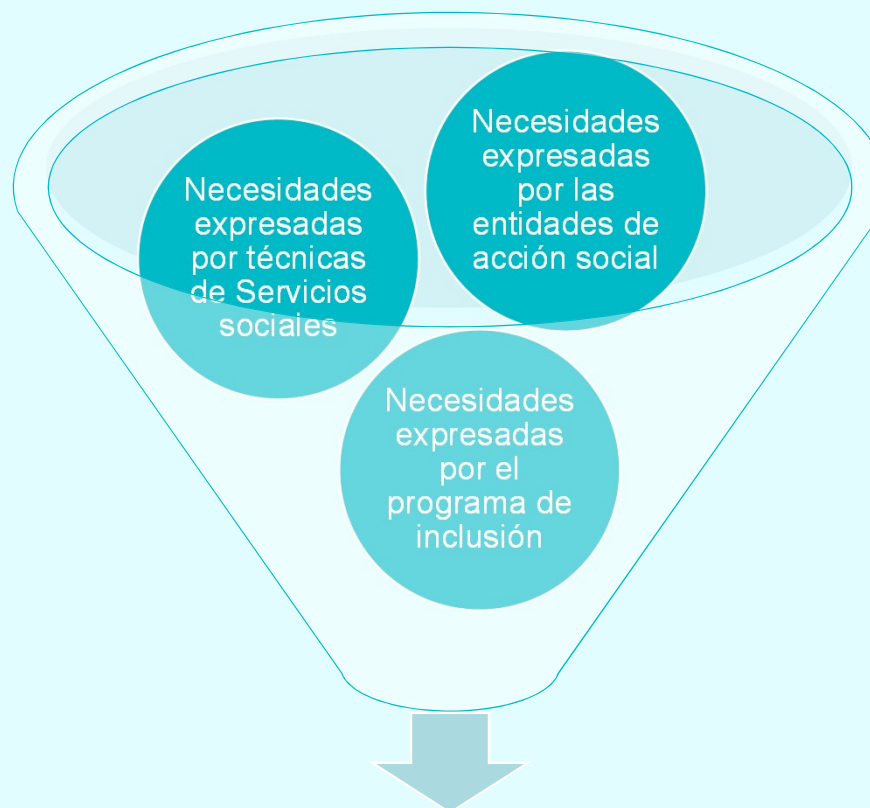 Necesidades
expresadas
por técnicas
de Servicios
sociales
Necesidades
expresadas
por las
entidades de
acción social
Necesidades
expresadas
por el
programa de
inclusión